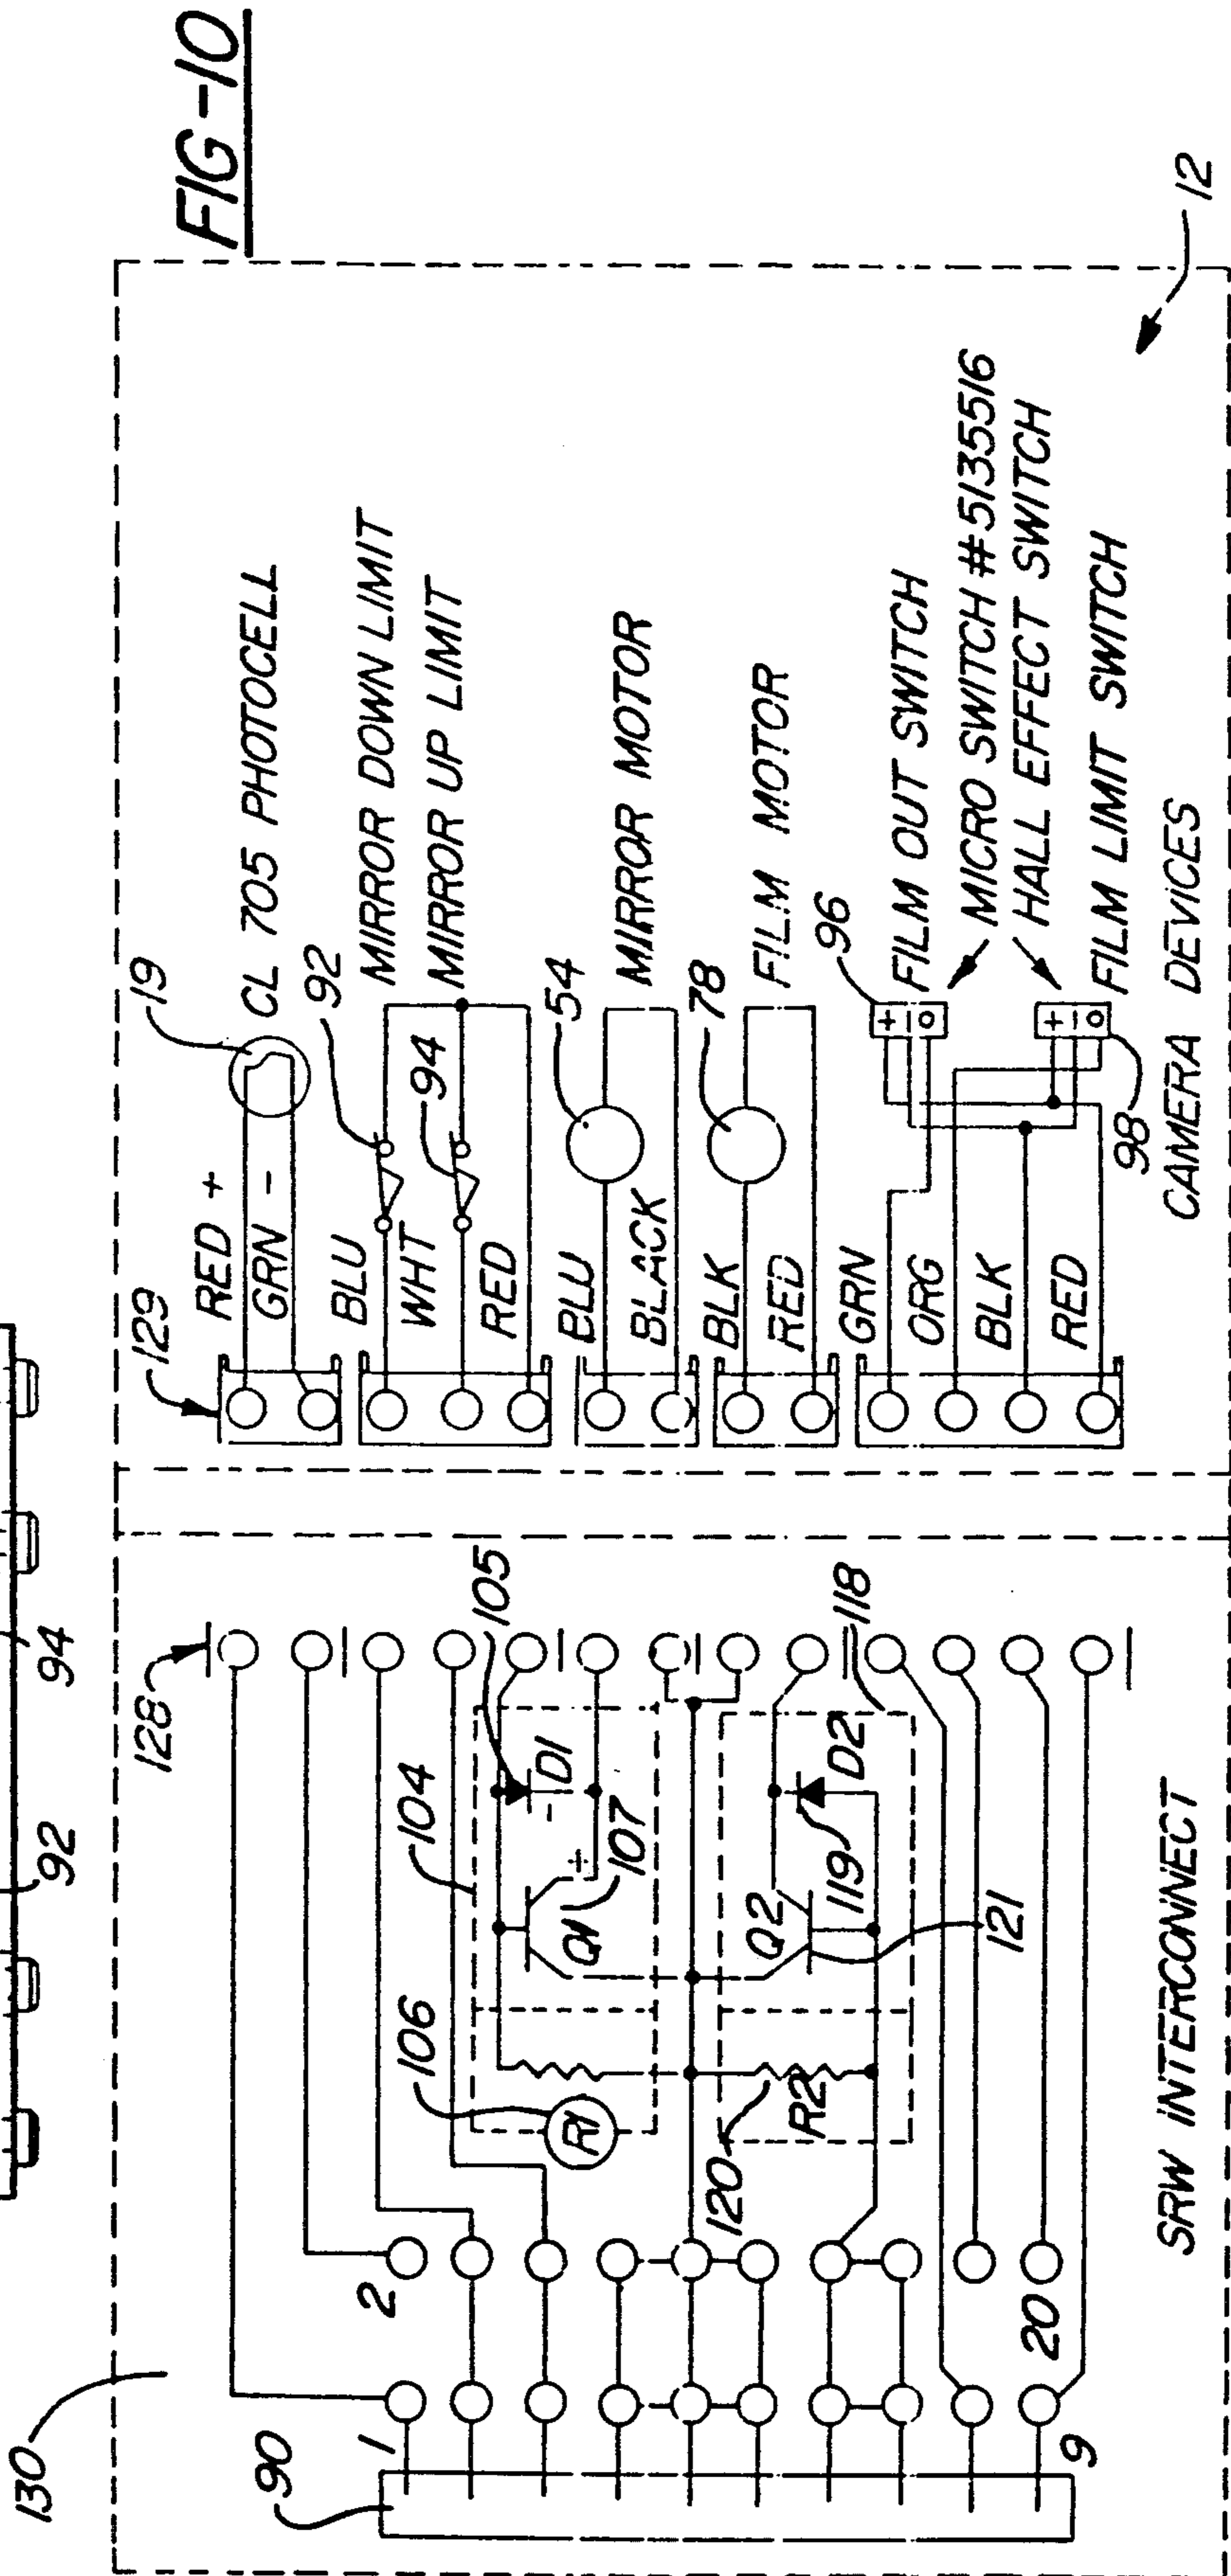 FIG-10
92
94
130
128
129
90
1
2
9
20
104
105
106
107
R1
Q1
D1
+
-
118
119
120
121
R2
Q2
D2
SRW INTERCONNECT
RED +
GRN -
19
CL 705 PHOTOCELL
BLU
WHT
RED
92
94
MIRROR DOWN LIMIT
MIRROR UP LIMIT
BLU
BLACK
54
MIRROR MOTOR
BLK
RED
78
FILM MOTOR
GRN
ORG
BLK
RED
96
+
-
O
FILM OUT SWITCH
MICRO SWITCH #5135516
HALL EFFECT SWITCH
98
+
-
O
FILM LIMIT SWITCH
CAMERA DEVICES
12